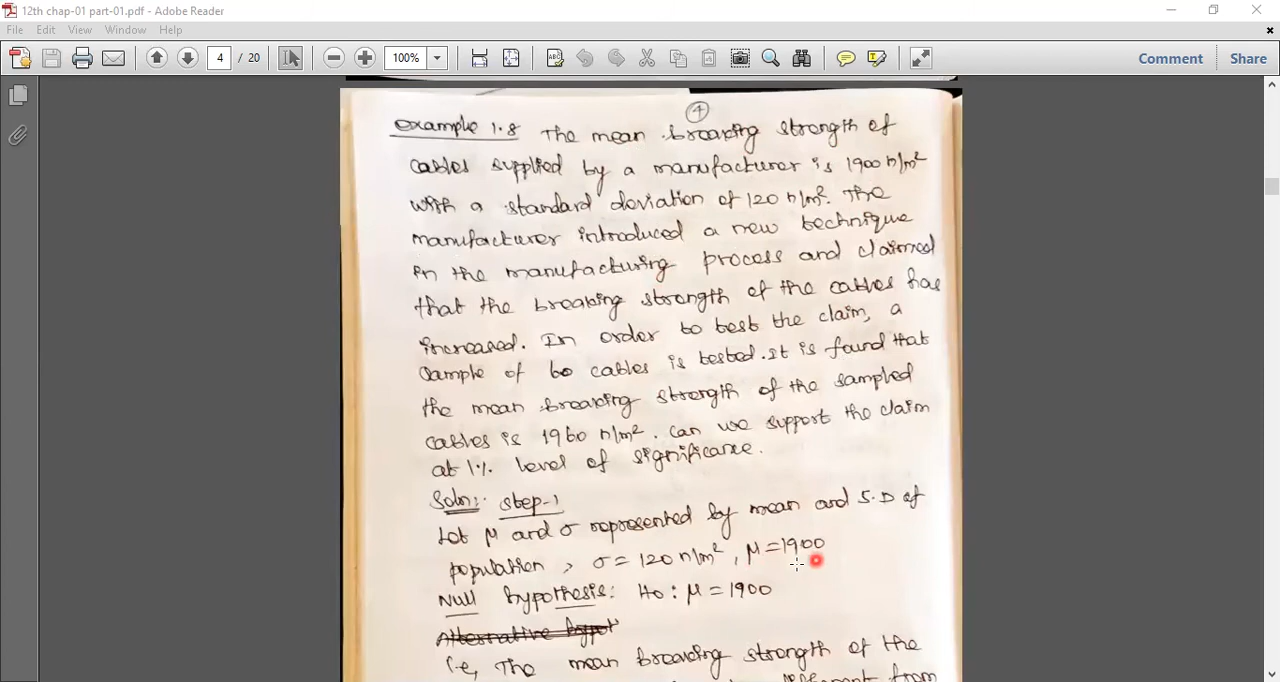 12th chap-01 part-01.pdf - Adobe Reader
File Edit View Window Help
4 / 20 100% Comment Share
4
Example 1.8 The mean breaking strength of
cables supplied by a manufacturer is 1900 n/m²
with a standard deviation of 120 n/m². The
manufacturer introduced a new technique
in the manufacturing process and claimed
that the breaking strength of the cables has
increased. In order to test the claim, a
sample of 60 cables is tested. It is found that
the mean breaking strength of the sampled
cables is 1960 n/m². Can we support the claim
at 1% level of significance.
Soln:- Step-1
Let μ and σ represented by mean and S.D of
population, σ = 120 n/m², μ = 1900
Null hypothesis: H0 : μ = 1900
i.e, The mean breaking strength of the
different from